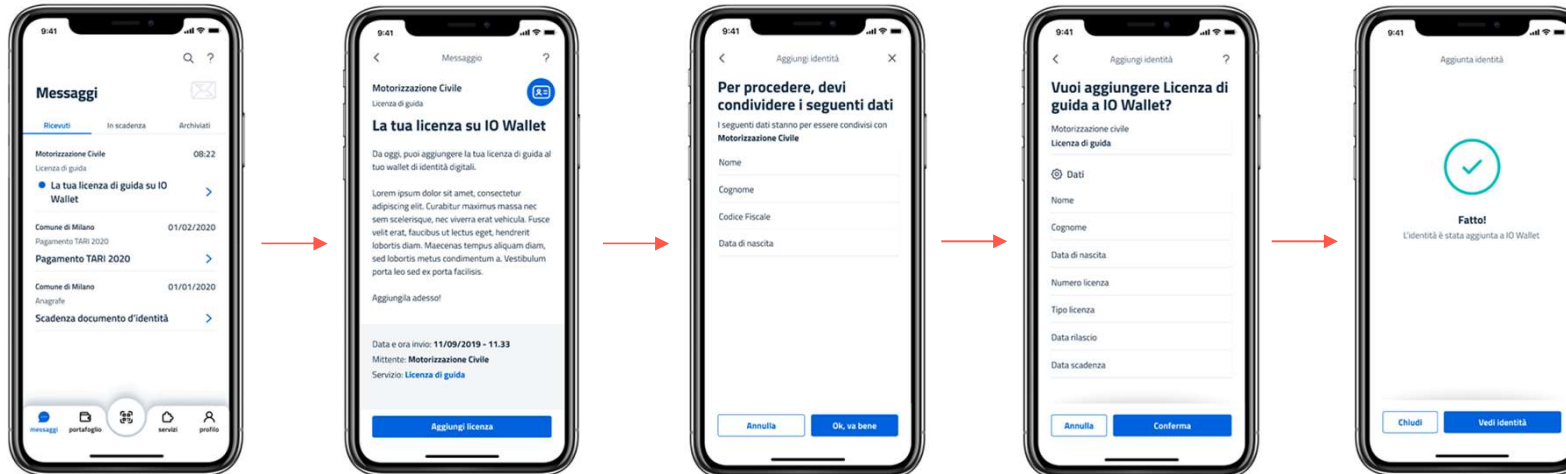 9:41
Messaggi
Ricevuti In scadenza Archiviati
Motorizzazione Civile 08:22
Licenza di guida
La tua licenza di guida su IO
Wallet
Comune di Milano 01/02/2020
Pagamento TARI 2020
Pagamento TARI 2020
Comune di Milano 01/01/2020
Anagrafe
Scadenza documento d'identità
messaggi portafoglio servizi profilo
9:41
Messaggio ?
Motorizzazione Civile
Licenza di guida
La tua licenza su IO Wallet
Da oggi, puoi aggiungere la tua licenza di guida al
tuo wallet di identità digitali.
Lorem ipsum dolor sit amet, consectetur
adipiscing elit. Curabitur maximus massa nec
sem scelerisque, nec viverra erat vehicula. Fusce
velit erat, faucibus ut lectus eget, hendrerit
lobortis diam. Maecenas tempus aliquam diam,
sed lobortis metus condimentum a. Vestibulum
porta leo sed ex porta facilisis.
Aggiungila adesso!
Data e ora invio: 11/09/2019 - 11.33
Mittente: Motorizzazione Civile
Servizio: Licenza di guida
Aggiungi licenza
9:41
Aggiungi identità
Per procedere, devi
condividere i seguenti dati
I seguenti dati stanno per essere condivisi con
Motorizzazione Civile
Nome
Cognome
Codice Fiscale
Data di nascita
Annulla Ok, va bene
9:41
Aggiungi identità ?
Vuoi aggiungere Licenza di
guida a IO Wallet?
Motorizzazione civile
Licenza di guida
Dati
Nome
Cognome
Data di nascita
Numero licenza
Tipo licenza
Data rilascio
Data scadenza
Annulla Conferma
9:41
Aggiunta identità
Fatto!
L'identità è stata aggiunta a IO Wallet
Chiudi Vedi identità